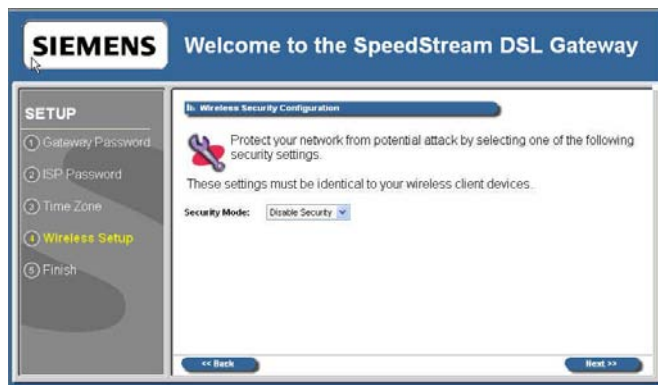 SIEMENS
Welcome to the SpeedStream DSL Gateway
SETUP
1 Gateway Password
2 ISP Password
3 Time Zone
4 Wireless Setup
5 Finish
Wireless Security Configuration
Protect your network from potential attack by selecting one of the following
security settings.
These settings must be identical to your wireless client devices.
Security Mode: Disable Security
<< Back
Next >>